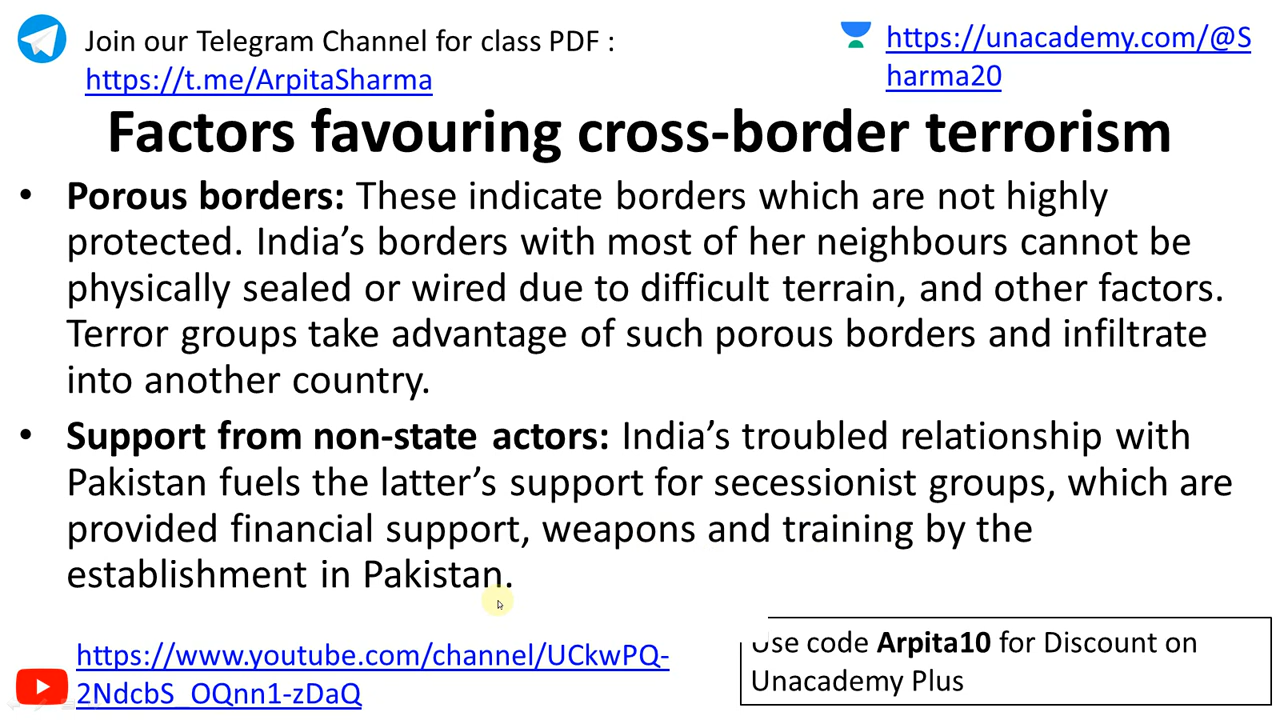 Join our Telegram Channel for class PDF :
https://t.me/ArpitaSharma
https://unacademy.com/@S
harma20
Factors favouring cross-border terrorism
• Porous borders: These indicate borders which are not highly
protected. India’s borders with most of her neighbours cannot be
physically sealed or wired due to difficult terrain, and other factors.
Terror groups take advantage of such porous borders and infiltrate
into another country.
• Support from non-state actors: India’s troubled relationship with
Pakistan fuels the latter’s support for secessionist groups, which are
provided financial support, weapons and training by the
establishment in Pakistan.
https://www.youtube.com/channel/UCkwPQ-
2NdcbS_OQnn1-zDaQ
Use code Arpita10 for Discount on
Unacademy Plus